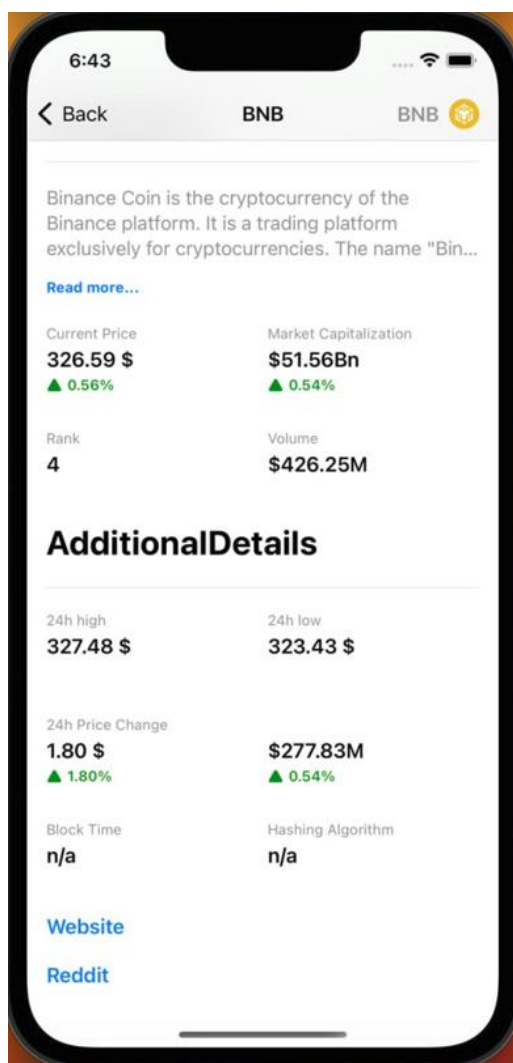 6:43
Back BNB BNB
Binance Coin is the cryptocurrency of the
Binance platform. It is a trading platform
exclusively for cryptocurrencies. The name "Bin...
Read more...
Current Price Market Capitalization
326.59 $ $51.56Bn
▲ 0.56% ▲ 0.54%
Rank Volume
4 $426.25M
AdditionalDetails
24h high 24h low
327.48 $ 323.43 $
24h Price Change
1.80 $ $277.83M
▲ 1.80% ▲ 0.54%
Block Time Hashing Algorithm
n/a n/a
Website
Reddit